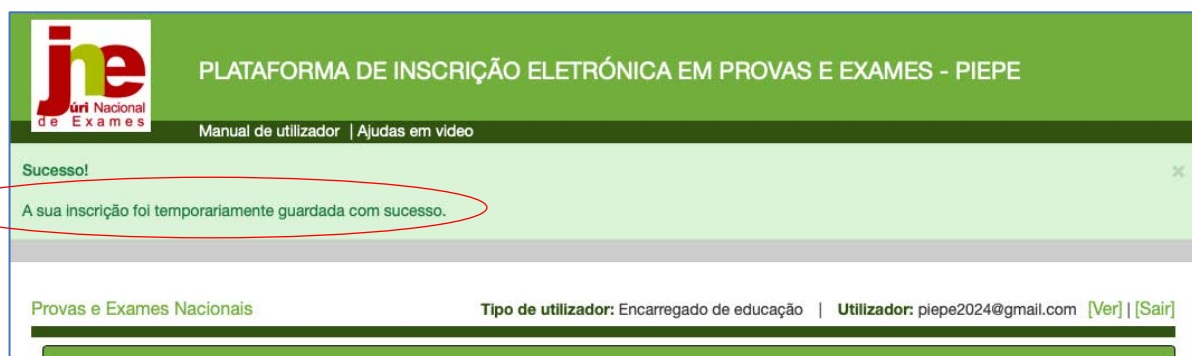 jne
Júri Nacional
de Exames
PLATAFORMA DE INSCRIÇÃO ELETRÓNICA EM PROVAS E EXAMES - PIEPE
Manual de utilizador | Ajudas em video
Sucesso! ×
A sua inscrição foi temporariamente guardada com sucesso.
Provas e Exames Nacionais Tipo de utilizador: Encarregado de educação | Utilizador: piepe2024@gmail.com [Ver] | [Sair]